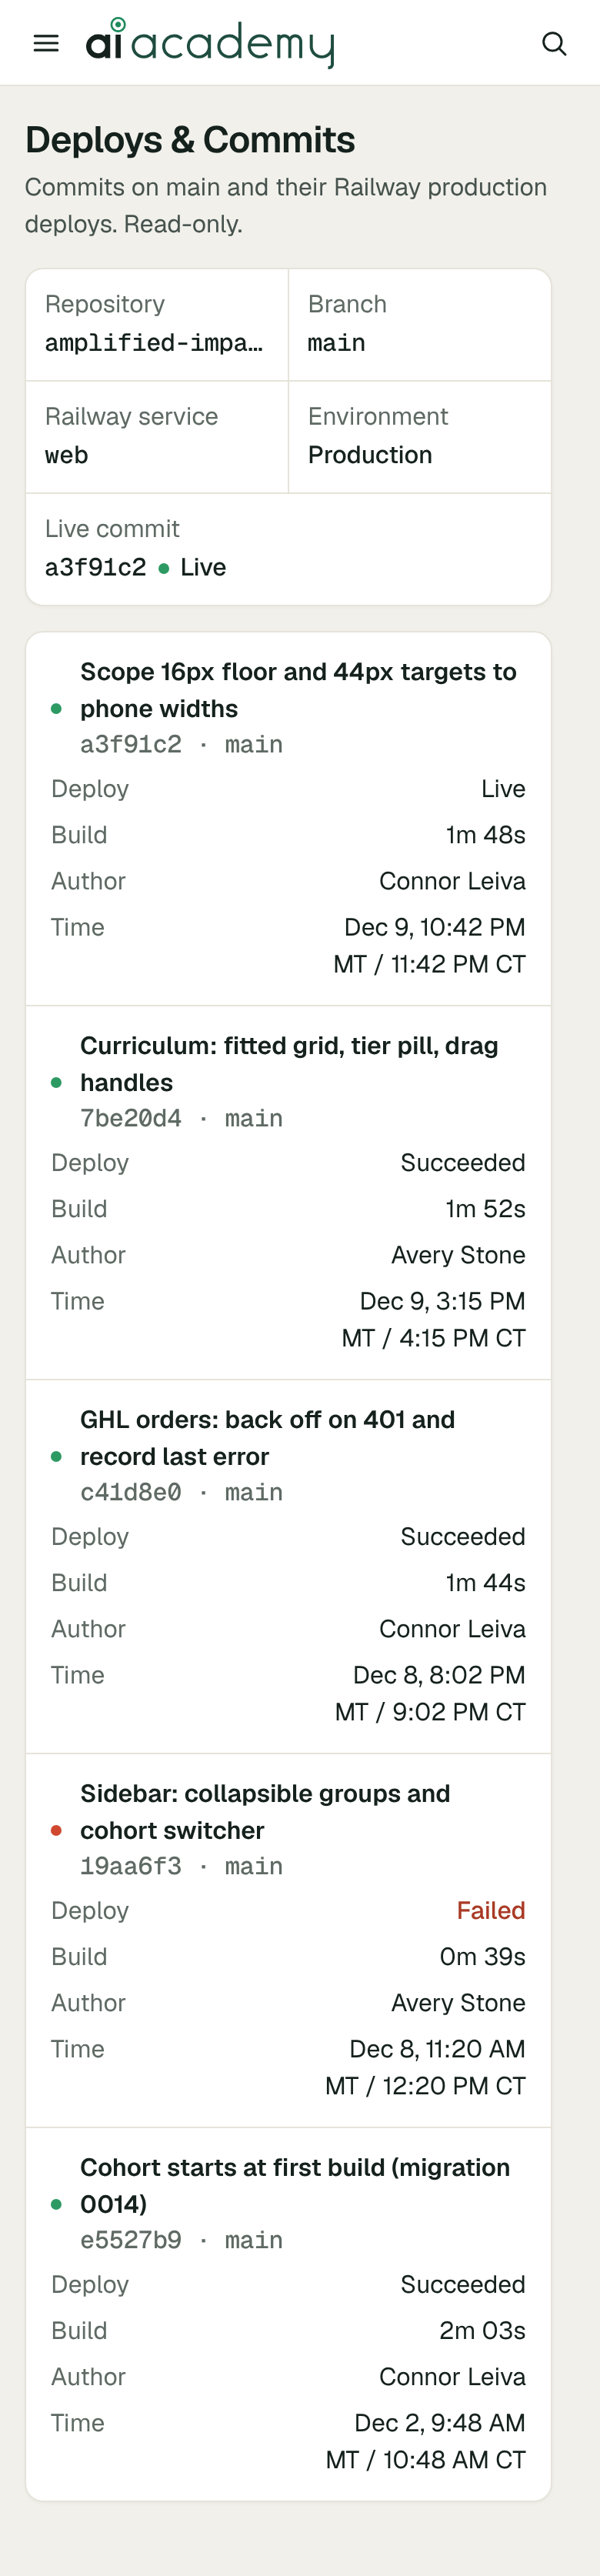 ai academy
Deploys & Commits
Commits on main and their Railway production
deploys. Read-only.
Repository
amplified-impa…
Branch
main
Railway service
web
Environment
Production
Live commit
a3f91c2 • Live
Scope 16px floor and 44px targets to
phone widths
a3f91c2 · main
Deploy Live
Build 1m 48s
Author Connor Leiva
Time Dec 9, 10:42 PM
MT / 11:42 PM CT
Curriculum: fitted grid, tier pill, drag
handles
7be20d4 · main
Deploy Succeeded
Build 1m 52s
Author Avery Stone
Time Dec 9, 3:15 PM
MT / 4:15 PM CT
GHL orders: back off on 401 and
record last error
c41d8e0 · main
Deploy Succeeded
Build 1m 44s
Author Connor Leiva
Time Dec 8, 8:02 PM
MT / 9:02 PM CT
Sidebar: collapsible groups and
cohort switcher
19aa6f3 · main
Deploy Failed
Build 0m 39s
Author Avery Stone
Time Dec 8, 11:20 AM
MT / 12:20 PM CT
Cohort starts at first build (migration
0014)
e5527b9 · main
Deploy Succeeded
Build 2m 03s
Author Connor Leiva
Time Dec 2, 9:48 AM
MT / 10:48 AM CT